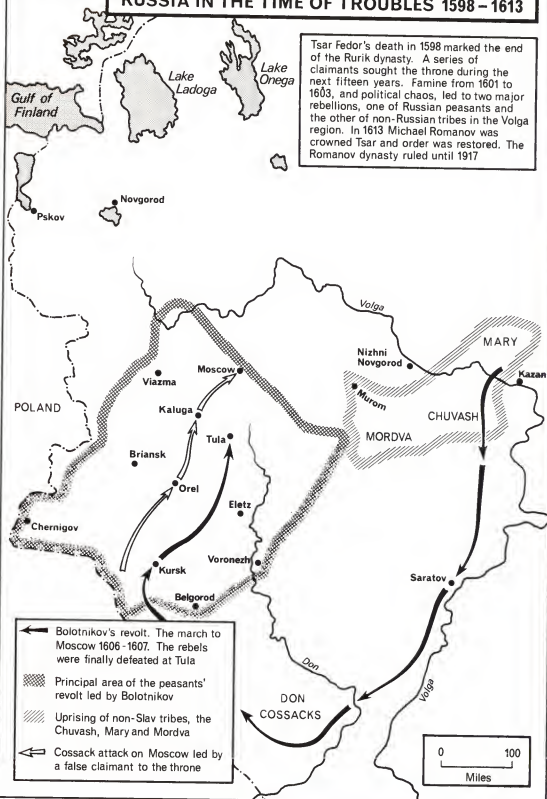 RUSSIA IN THE TIME OF TROUBLES 1598 – 1613
Tsar Fedor's death in 1598 marked the end
of the Rurik dynasty. A series of
claimants sought the throne during the
next fifteen years. Famine from 1601 to
1603, and political chaos, led to two major
rebellions, one of Russian peasants and
the other of non-Russian tribes in the Volga
region. In 1613 Michael Romanov was
crowned Tsar and order was restored. The
Romanov dynasty ruled until 1917
Lake
Ladoga
Lake
Onega
Gulf of
Finland
Novgorod
Pskov
Volga
MARY
Nizhni
Novgorod
Kazan
Moscow
Viazma
Murom
Kaluga
CHUVASH
POLAND
Tula
MORDVA
Briansk
Orel
Eletz
Chernigov
Voronezh
Kursk
Saratov
Belgorod
Don
Volga
DON
COSSACKS
Bolotnikov's revolt. The march to
Moscow 1606-1607. The rebels
were finally defeated at Tula
Principal area of the peasants'
revolt led by Bolotnikov
Uprising of non-Slav tribes, the
Chuvash, Mary and Mordva
Cossack attack on Moscow led by
a false claimant to the throne
0 100
Miles